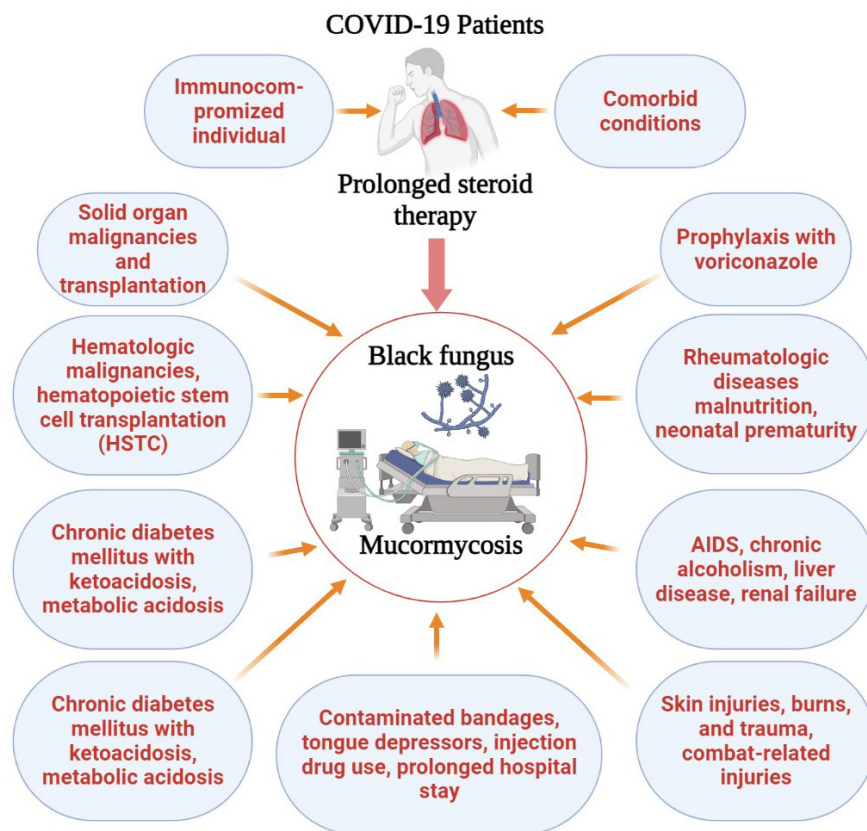 COVID-19 Patients
Immunocom-
promized
individual
Comorbid
conditions
Prolonged steroid
therapy
Solid organ
malignancies
and
transplantation
Prophylaxis with
voriconazole
Hematologic
malignancies,
hematopoietic stem
cell transplantation
(HSTC)
Black fungus
Rheumatologic
diseases
malnutrition,
neonatal prematurity
Chronic diabetes
mellitus with
ketoacidosis,
metabolic acidosis
Mucormycosis
AIDS, chronic
alcoholism, liver
disease, renal failure
Chronic diabetes
mellitus with
ketoacidosis,
metabolic acidosis
Contaminated bandages,
tongue depressors, injection
drug use, prolonged hospital
stay
Skin injuries, burns,
and trauma,
combat-related
injuries